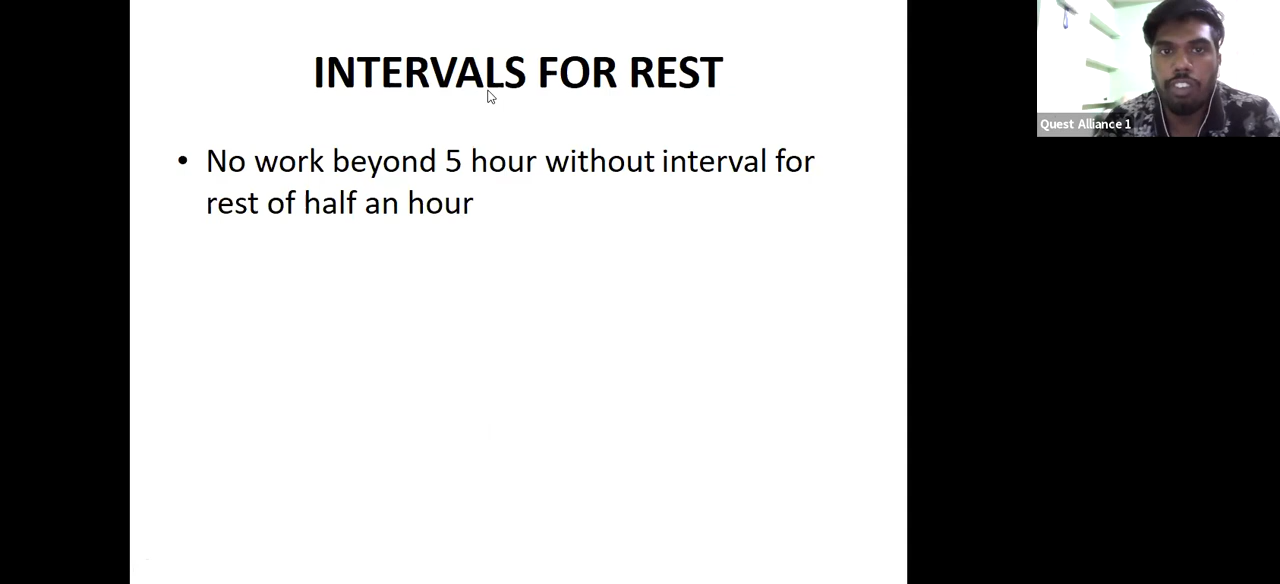 INTERVALS FOR REST
• No work beyond 5 hour without interval for
rest of half an hour
Quest Alliance 1